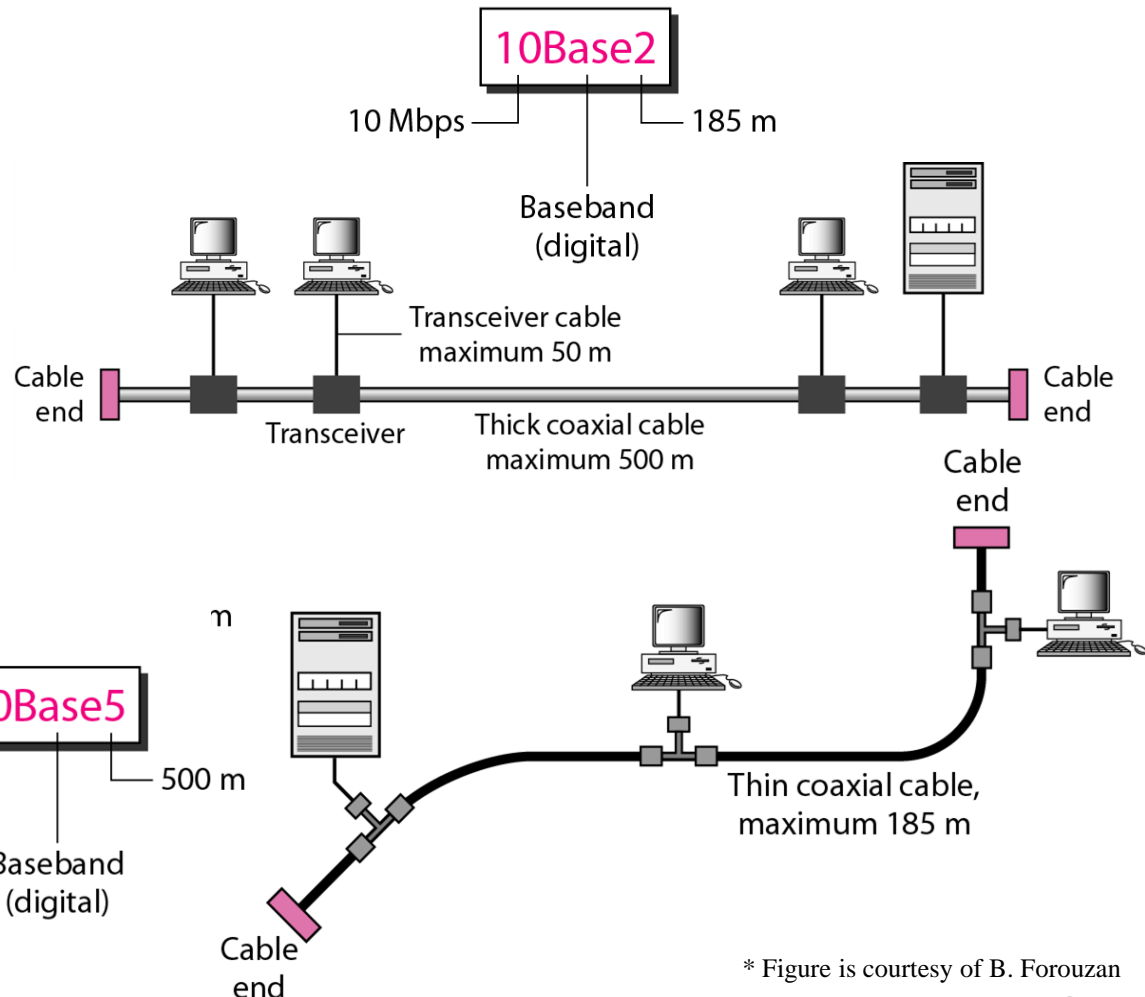 10Base2
10 Mbps
185 m
Baseband
(digital)
Transceiver cable
maximum 50 m
Cable
end
Cable
end
Transceiver
Thick coaxial cable
maximum 500 m
Cable
end
m
0Base5
500 m
Baseband
(digital)
Thin coaxial cable,
maximum 185 m
Cable
end
* Figure is courtesy of B. Forouzan